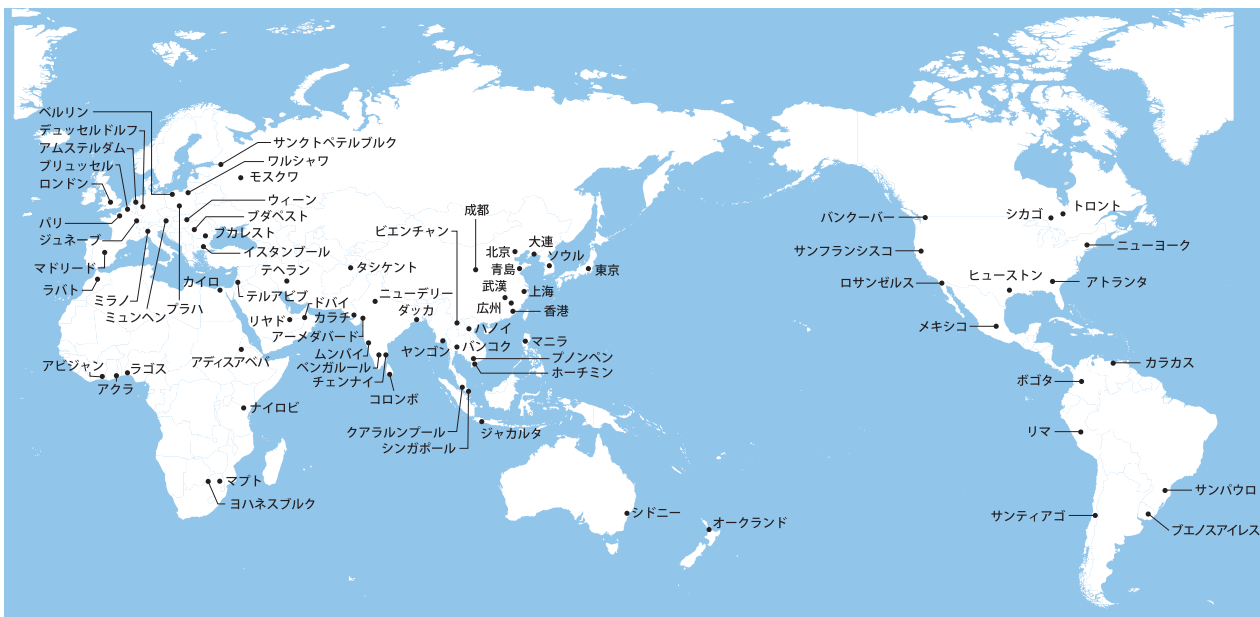 ベルリン
デュッセルドルフ
アムステルダム
ブリュッセル
ロンドン
パリ
ジュネーブ
マドリード
ラバト
ミラノ
ミュンヘン
プラハ
サンクトペテルブルク
ワルシャワ
モスクワ
ウィーン
ブダペスト
ブカレスト
イスタンブール
テヘラン
カイロ
テルアビブ
リヤド
ドバイ
カラチ
アーメダバード
ムンバイ
ベンガルール
チェンナイ
コロンボ
タシケント
ニューデリー
ダッカ
ヤンゴン
ビエンチャン
成都
北京
大連
ソウル
青島
東京
武漢
上海
広州
香港
ハノイ
バンコク
マニラ
プノンペン
ホーチミン
クアラルンプール
シンガポール
ジャカルタ
アディスアベバ
アビジャン
ラゴス
アクラ
ナイロビ
マプト
ヨハネスブルク
シドニー
オークランド
バンクーバー
サンフランシスコ
ロサンゼルス
シカゴ
トロント
ニューヨーク
ヒューストン
アトランタ
メキシコ
カラカス
ボゴタ
リマ
サンパウロ
サンティアゴ
ブエノスアイレス